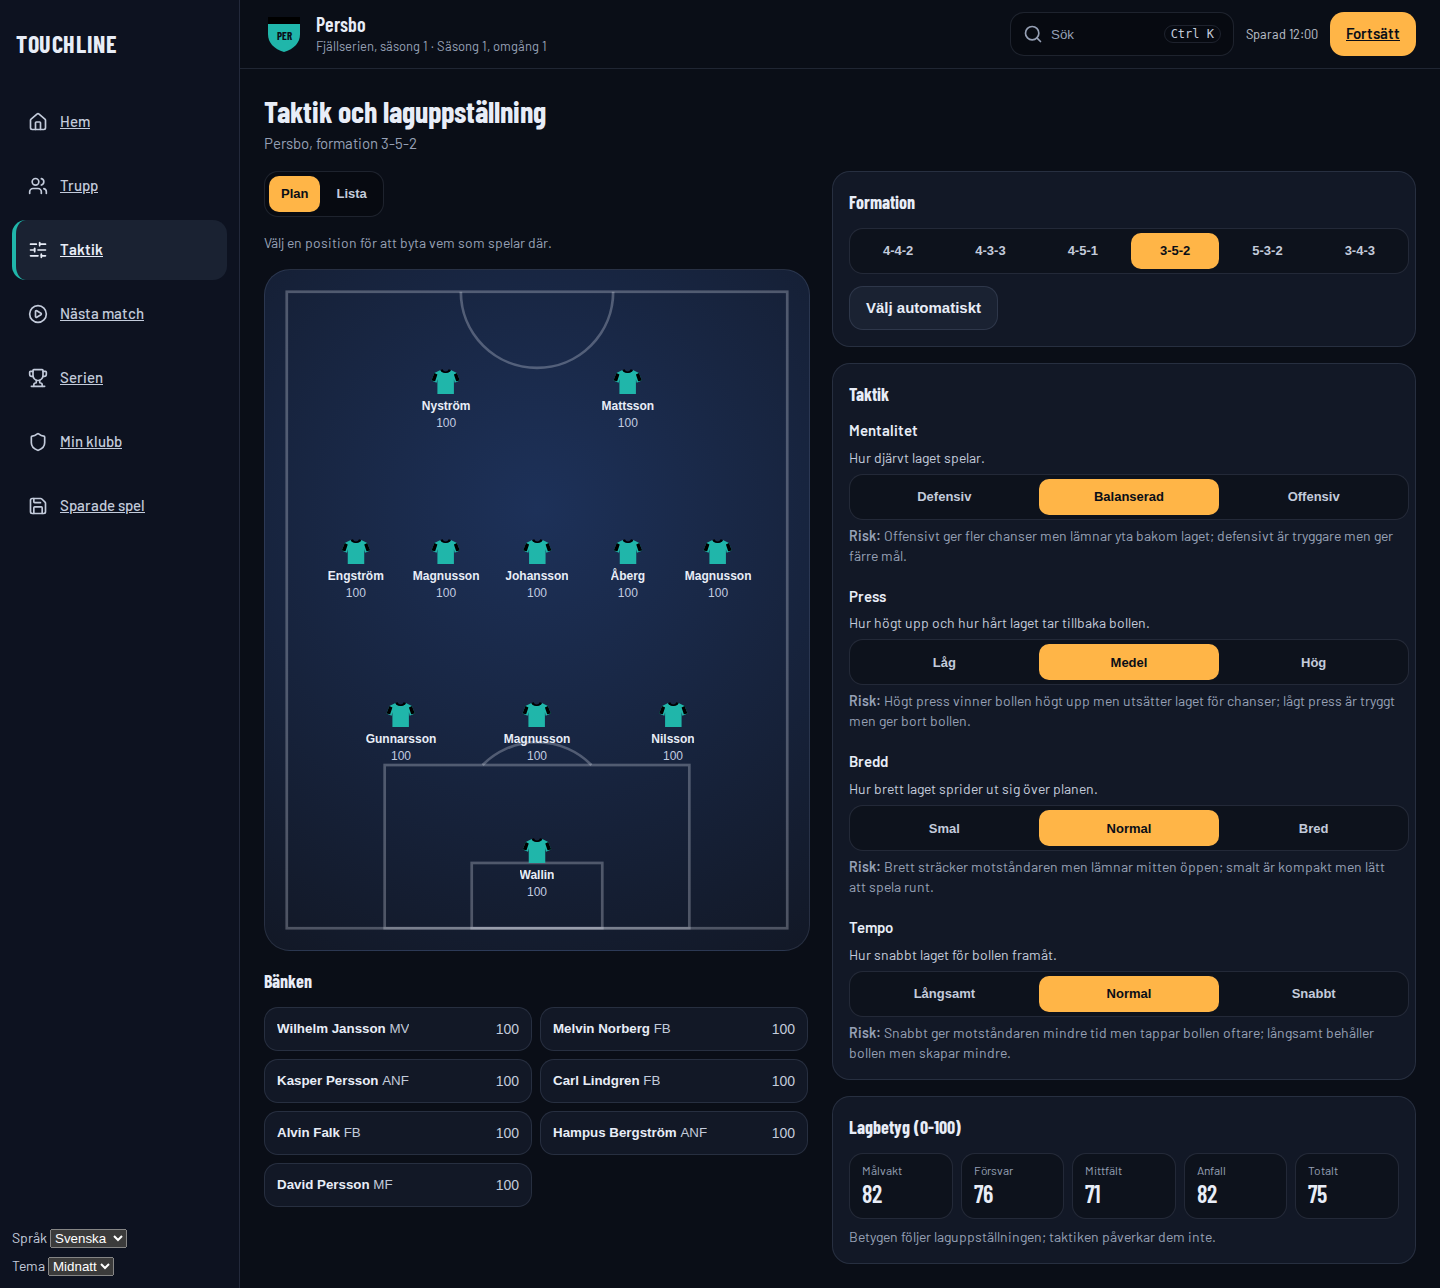 TOUCHLINE
Hem
Trupp
Taktik
Nästa match
Serien
Min klubb
Sparade spel
Språk Svenska
Tema Midnatt
PER
Persbo
Fjällserien, säsong 1 · Säsong 1, omgång 1
Sök Ctrl K
Sparad 12:00
Fortsätt
Taktik och laguppställning
Persbo, formation 3-5-2
Plan Lista
Välj en position för att byta vem som spelar där.
Nyström Mattsson
100 100
Engström Magnusson Johansson Åberg Magnusson
100 100 100 100 100
Gunnarsson Magnusson Nilsson
100 100 100
Wallin
100
Bänken
Wilhelm Jansson MV 100
Melvin Norberg FB 100
Kasper Persson ANF 100
Carl Lindgren FB 100
Alvin Falk FB 100
Hampus Bergström ANF 100
David Persson MF 100
Formation
4-4-2 4-3-3 4-5-1 3-5-2 5-3-2 3-4-3
Välj automatiskt
Taktik
Mentalitet
Hur djärvt laget spelar.
Defensiv Balanserad Offensiv
Risk: Offensivt ger fler chanser men lämnar yta bakom laget; defensivt är tryggare men ger
färre mål.
Press
Hur högt upp och hur hårt laget tar tillbaka bollen.
Låg Medel Hög
Risk: Högt press vinner bollen högt upp men utsätter laget för chanser; lågt press är tryggt
men ger bort bollen.
Bredd
Hur brett laget sprider ut sig över planen.
Smal Normal Bred
Risk: Brett sträcker motståndaren men lämnar mitten öppen; smalt är kompakt men lätt
att spela runt.
Tempo
Hur snabbt laget för bollen framåt.
Långsamt Normal Snabbt
Risk: Snabbt ger motståndaren mindre tid men tappar bollen oftare; långsamt behåller
bollen men skapar mindre.
Lagbetyg (0-100)
Målvakt Försvar Mittfält Anfall Totalt
82 76 71 82 75
Betygen följer laguppställningen; taktiken påverkar dem inte.